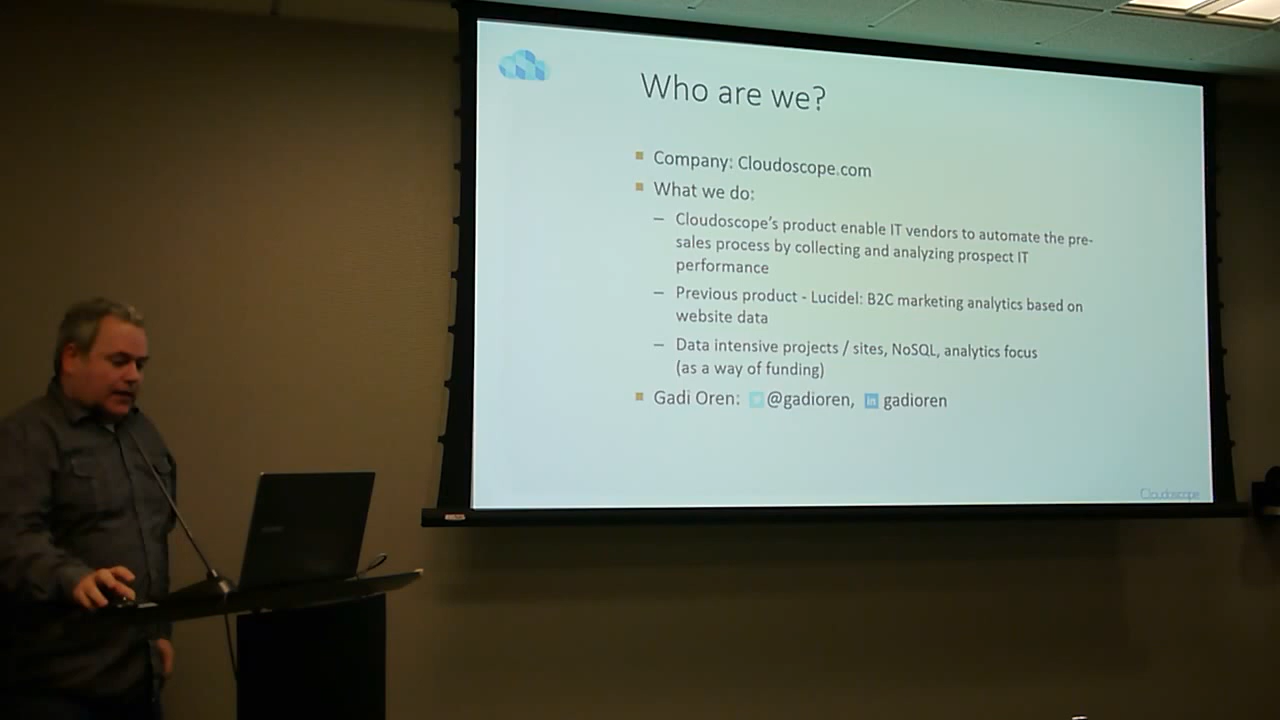 Who are we?
Company: Cloudoscope.com
What we do:
– Cloudoscope's product enable IT vendors to automate the pre-
sales process by collecting and analyzing prospect IT
performance
– Previous product - Lucidel: B2C marketing analytics based on
website data
– Data intensive projects / sites, NoSQL, analytics focus
(as a way of funding)
Gadi Oren: @gadioren, in gadioren
Cloudoscope